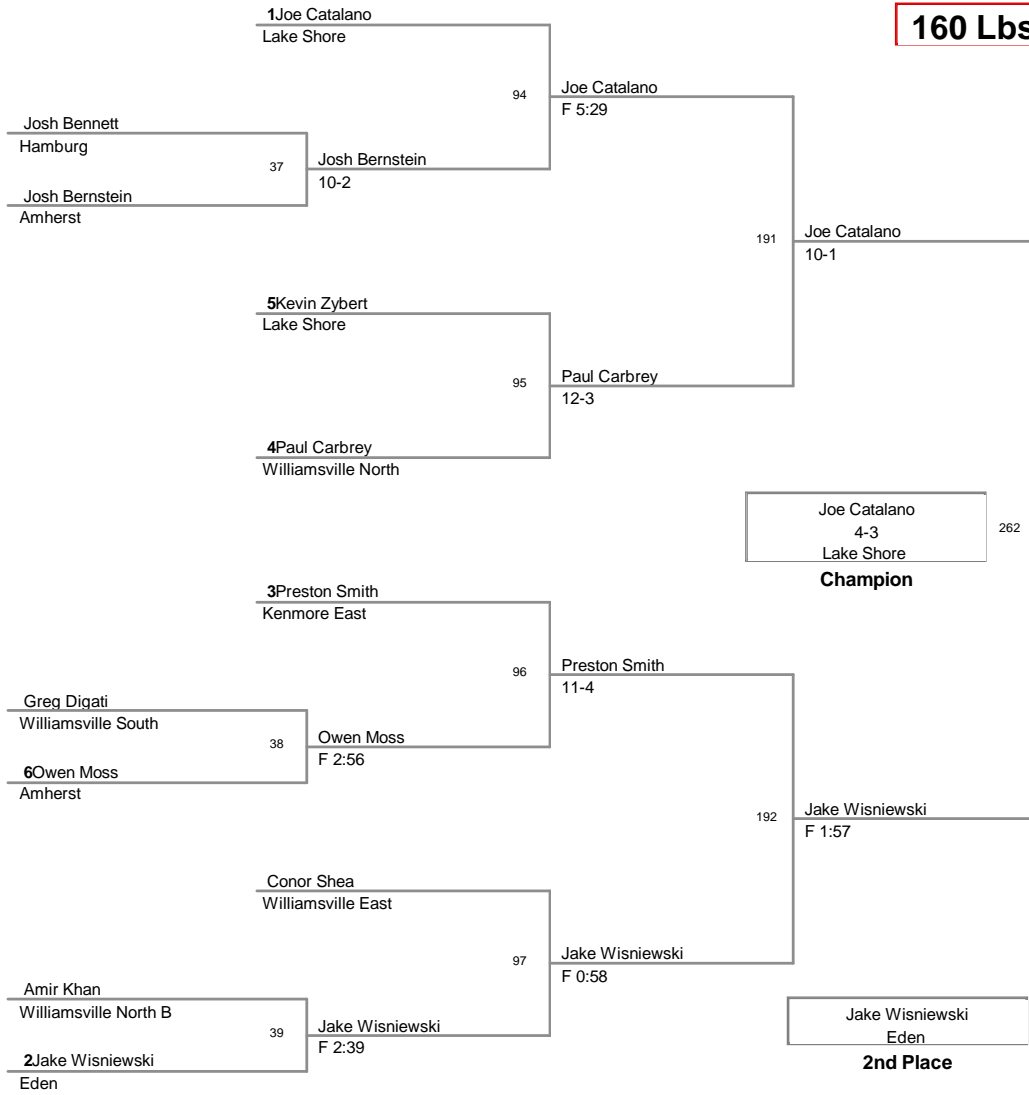 160 Lbs
1Joe Catalano
Lake Shore
94
Joe Catalano
F 5:29
Josh Bennett
Hamburg
37
Josh Bernstein
10-2
Josh Bernstein
Amherst
191
Joe Catalano
10-1
5Kevin Zybert
Lake Shore
95
Paul Carbrey
12-3
4Paul Carbrey
Williamsville North
Joe Catalano
4-3
Lake Shore
262
Champion
3Preston Smith
Kenmore East
96
Preston Smith
11-4
Greg Digati
Williamsville South
38
Owen Moss
F 2:56
6Owen Moss
Amherst
192
Jake Wisniewski
F 1:57
Conor Shea
Williamsville East
97
Jake Wisniewski
F 0:58
Amir Khan
Williamsville North B
39
Jake Wisniewski
F 2:39
2Jake Wisniewski
Eden
Jake Wisniewski
Eden
2nd Place